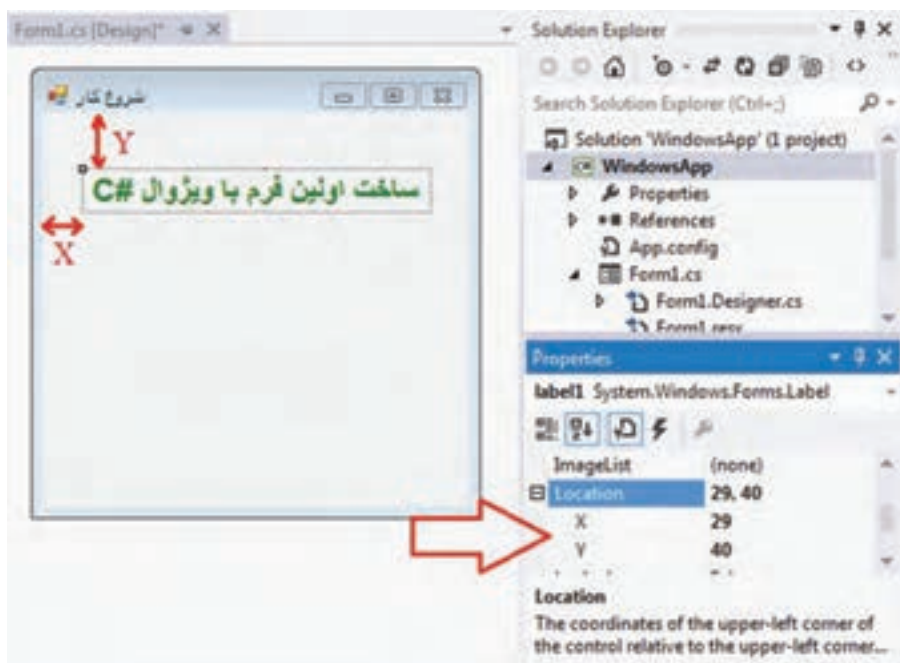 Form1.cs [Design]*
شروع کار
Y
ساخت اولین فرم با ویژوال C#
X
Solution Explorer
Search Solution Explorer (Ctrl+;)
Solution 'WindowsApp' (1 project)
WindowsApp
Properties
References
App.config
Form1.cs
Form1.Designer.cs
Form1.resx
Properties
label1 System.Windows.Forms.Label
ImageList (none)
Location 29, 40
X 29
Y 40
Location
The coordinates of the upper-left corner of
the control relative to the upper-left corner...